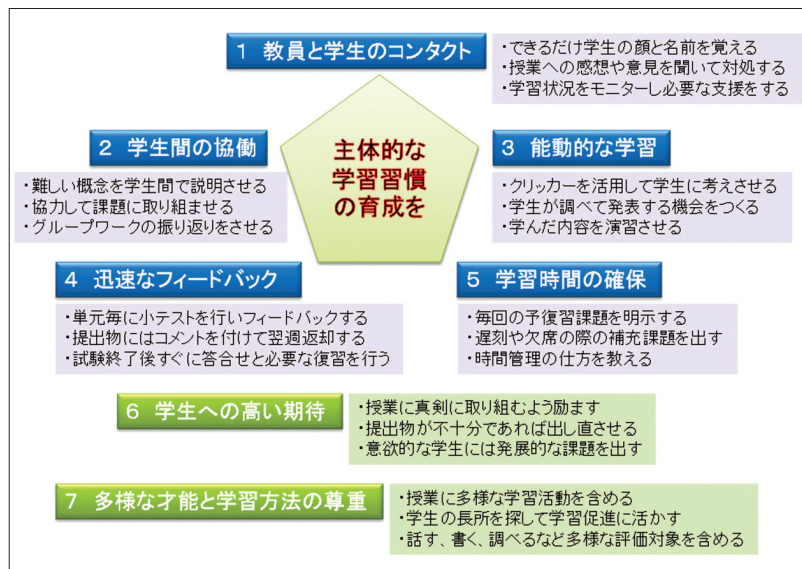 1 教員と学生のコンタクト
・できるだけ学生の顔と名前を覚える
・授業への感想や意見を聞いて対処する
・学習状況をモニターし必要な支援をする
主体的な
学習習慣
の育成を
2 学生間の協働
・難しい概念を学生間で説明させる
・協力して課題に取り組ませる
・グループワークの振り返りをさせる
3 能動的な学習
・クリッカーを活用して学生に考えさせる
・学生が調べて発表する機会をつくる
・学んだ内容を演習させる
4 迅速なフィードバック
・単元毎に小テストを行いフィードバックする
・提出物にはコメントを付けて翌週返却する
・試験終了後すぐに答合せと必要な復習を行う
5 学習時間の確保
・毎回の予復習課題を明示する
・遅刻や欠席の際の補充課題を出す
・時間管理の仕方を教える
6 学生への高い期待
・授業に真剣に取り組むよう励ます
・提出物が不十分であれば出し直させる
・意欲的な学生には発展的な課題を出す
7 多様な才能と学習方法の尊重
・授業に多様な学習活動を含める
・学生の長所を探して学習促進に活かす
・話す、書く、調べるなど多様な評価対象を含める